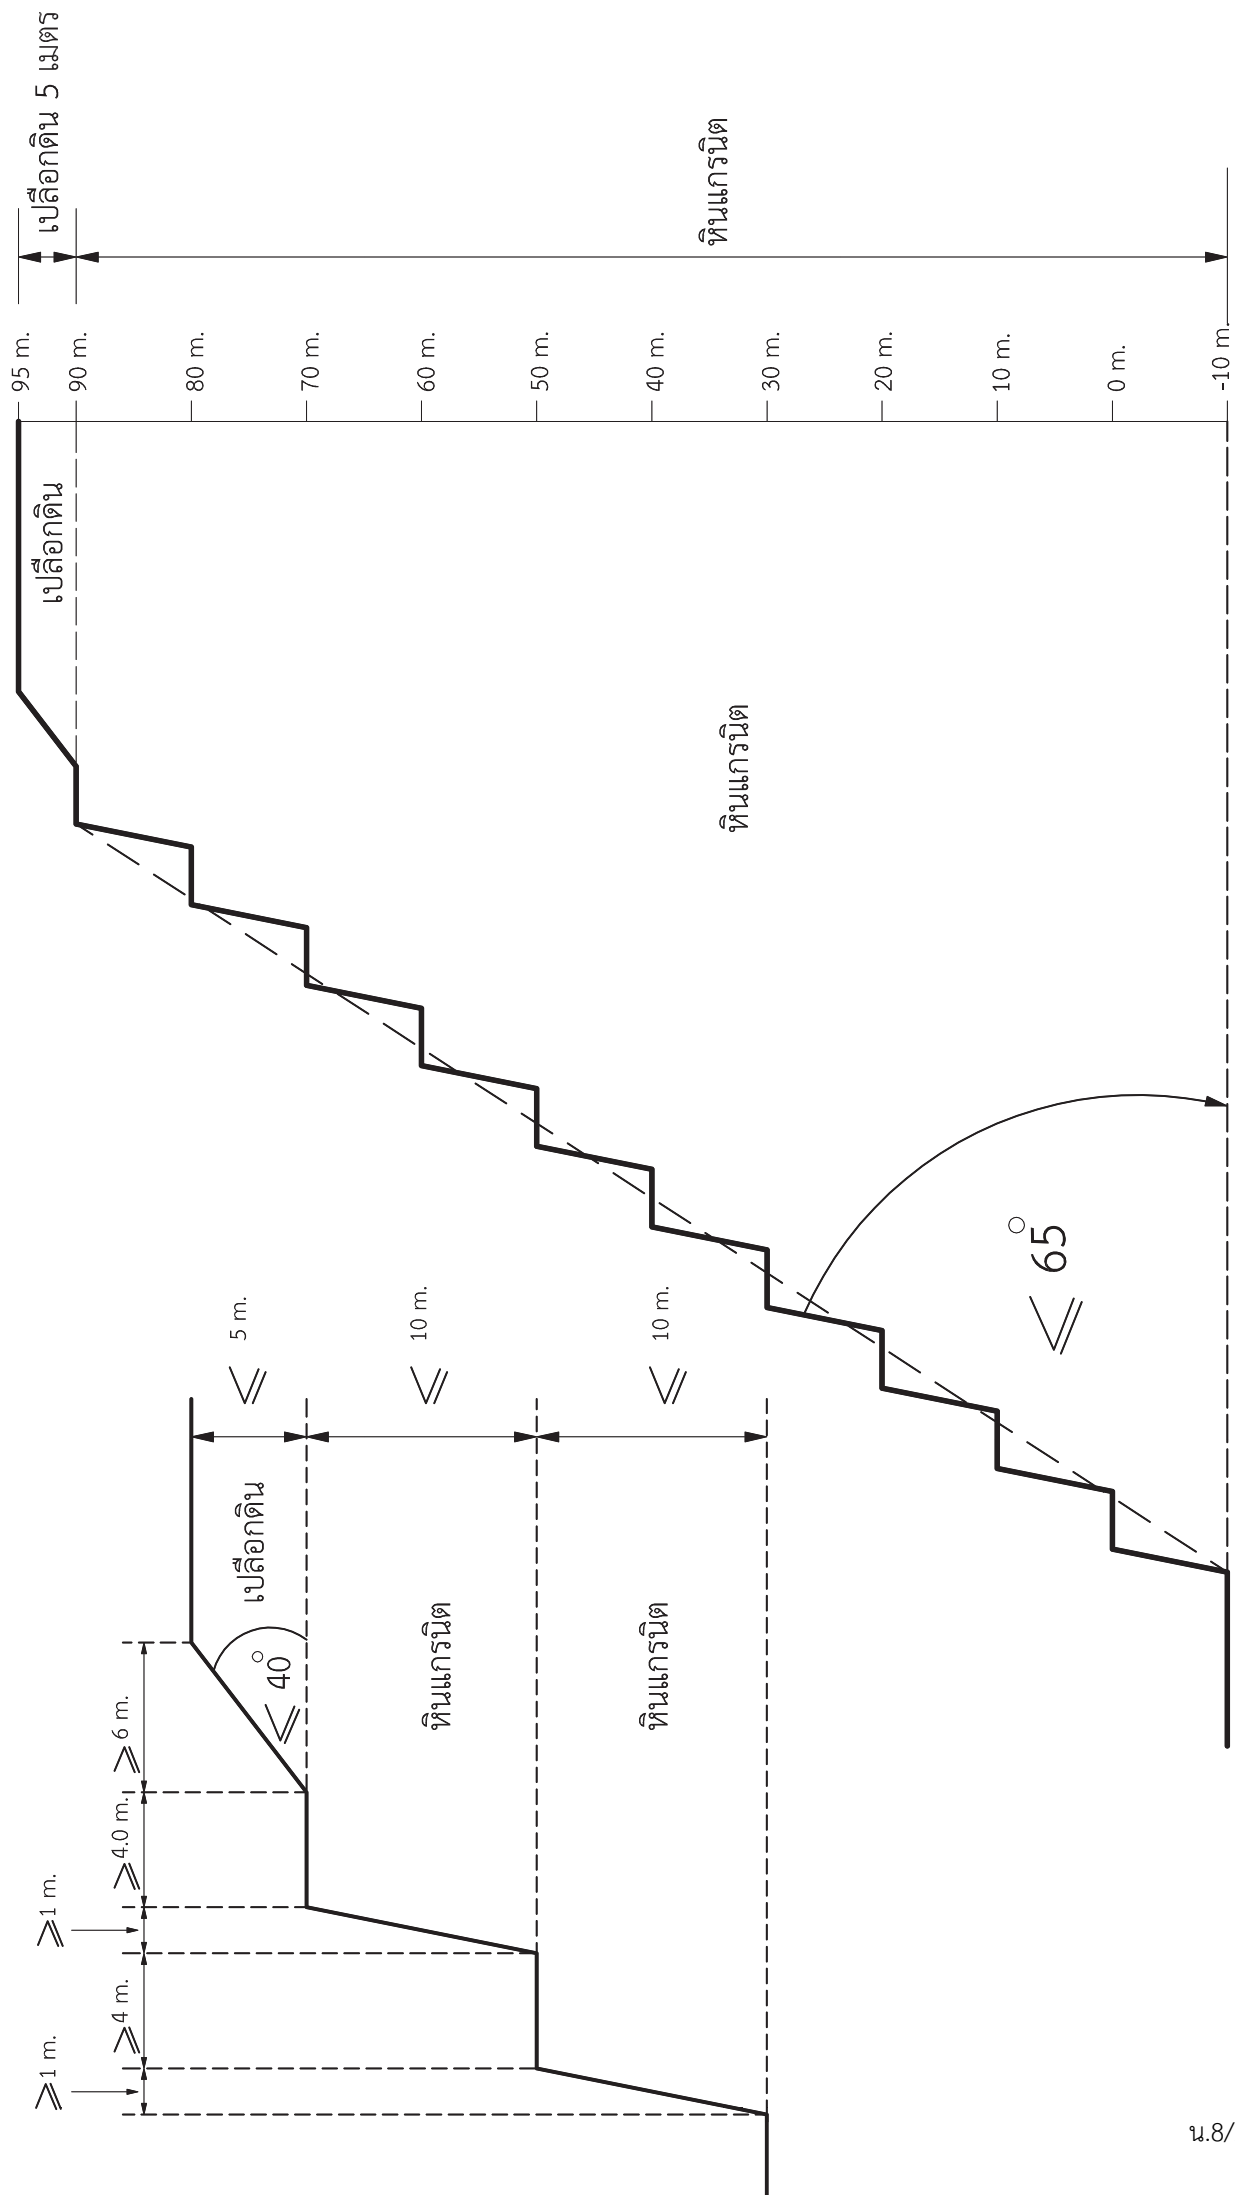 ≥1 m.
≥1 m.
≥4 m.
≥4.0 m.
≥6 m.
เปลือกดิน
≤ 40°
≤ 5 m.
หินแกรนิต
≤ 10 m.
หินแกรนิต
≤ 10 m.
เปลือกดิน
หินแกรนิต
≤ 65°
95 m.
90 m.
80 m.
70 m.
60 m.
50 m.
40 m.
30 m.
20 m.
10 m.
0 m.
-10 m.
เปลือกดิน 5 เมตร
หินแกรนิต
น.8/